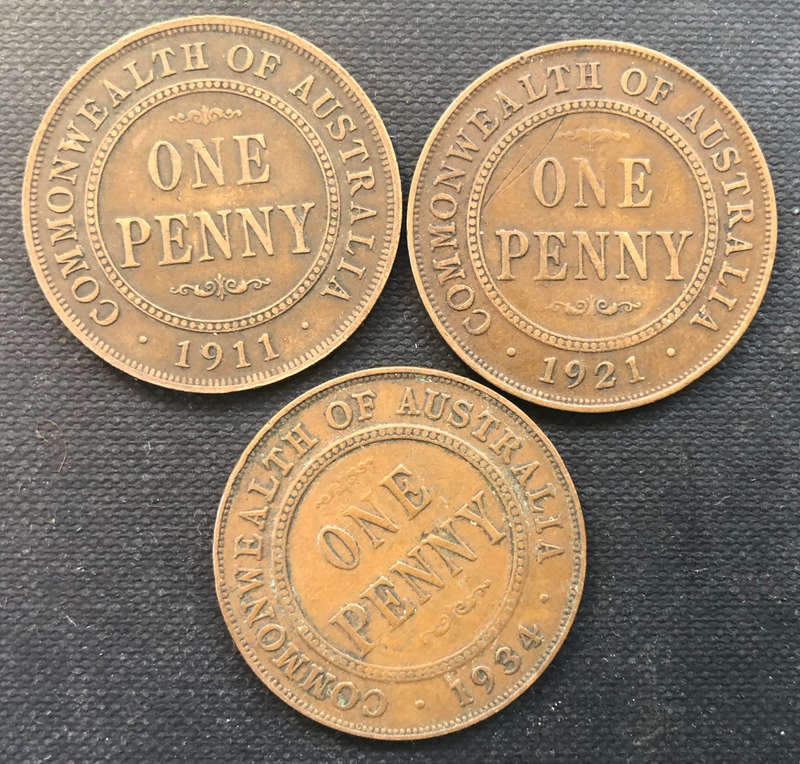 COMMONWEALTH OF AUSTRALIA
ONE
PENNY
1911
COMMONWEALTH OF AUSTRALIA
ONE
PENNY
1921
COMMONWEALTH OF AUSTRALIA
ONE
PENNY
1934